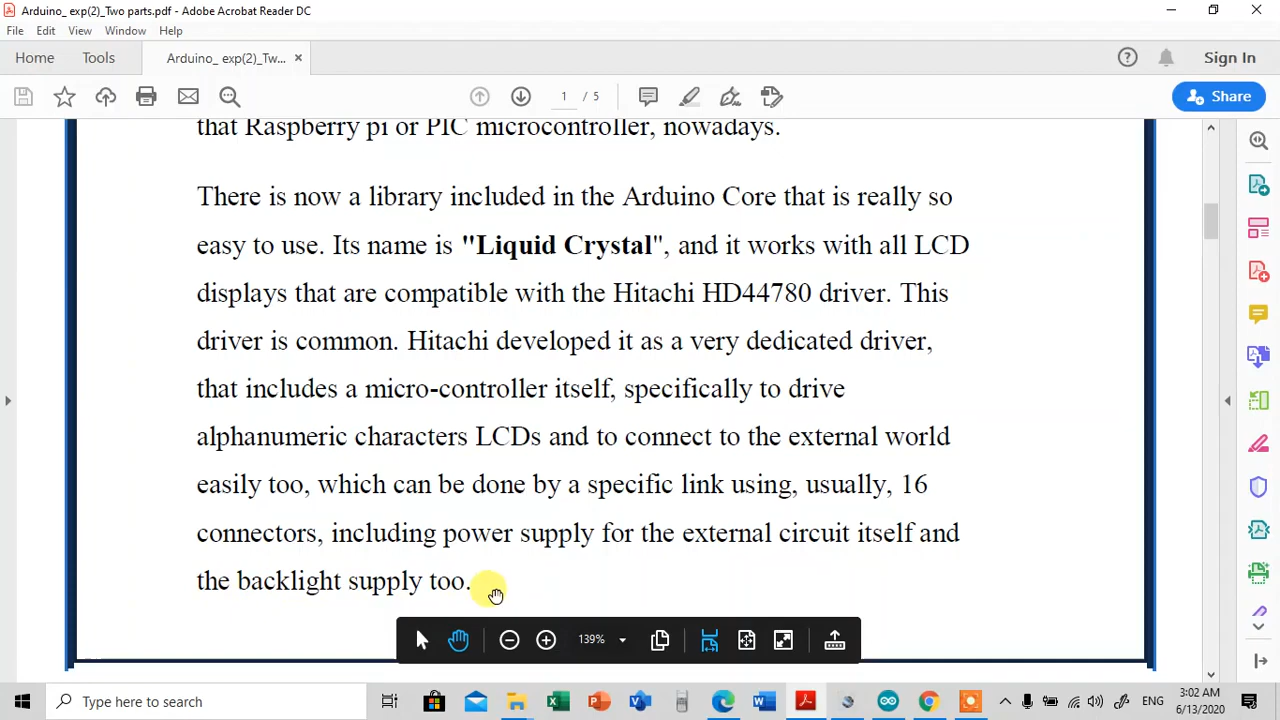 Arduino_ exp(2)_Two parts.pdf - Adobe Acrobat Reader DC
File Edit View Window Help
Home Tools Arduino_ exp(2)_Tw... × Sign In
1 / 5 Share
that Raspberry pi or PIC microcontroller, nowadays.
There is now a library included in the Arduino Core that is really so
easy to use. Its name is "Liquid Crystal", and it works with all LCD
displays that are compatible with the Hitachi HD44780 driver. This
driver is common. Hitachi developed it as a very dedicated driver,
that includes a micro-controller itself, specifically to drive
alphanumeric characters LCDs and to connect to the external world
easily too, which can be done by a specific link using, usually, 16
connectors, including power supply for the external circuit itself and
the backlight supply too.
139%
Type here to search
ENG
3:02 AM
6/13/2020